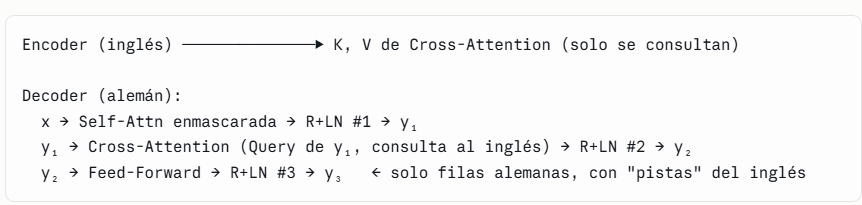 Encoder (inglés) ──────────────▶ K, V de Cross-Attention (solo se consultan)
Decoder (alemán):
x → Self-Attn enmascarada → R+LN #1 → y₁
y₁ → Cross-Attention (Query de y₁, consulta al inglés) → R+LN #2 → y₂
y₂ → Feed-Forward → R+LN #3 → y₃ ← solo filas alemanas, con "pistas" del inglés